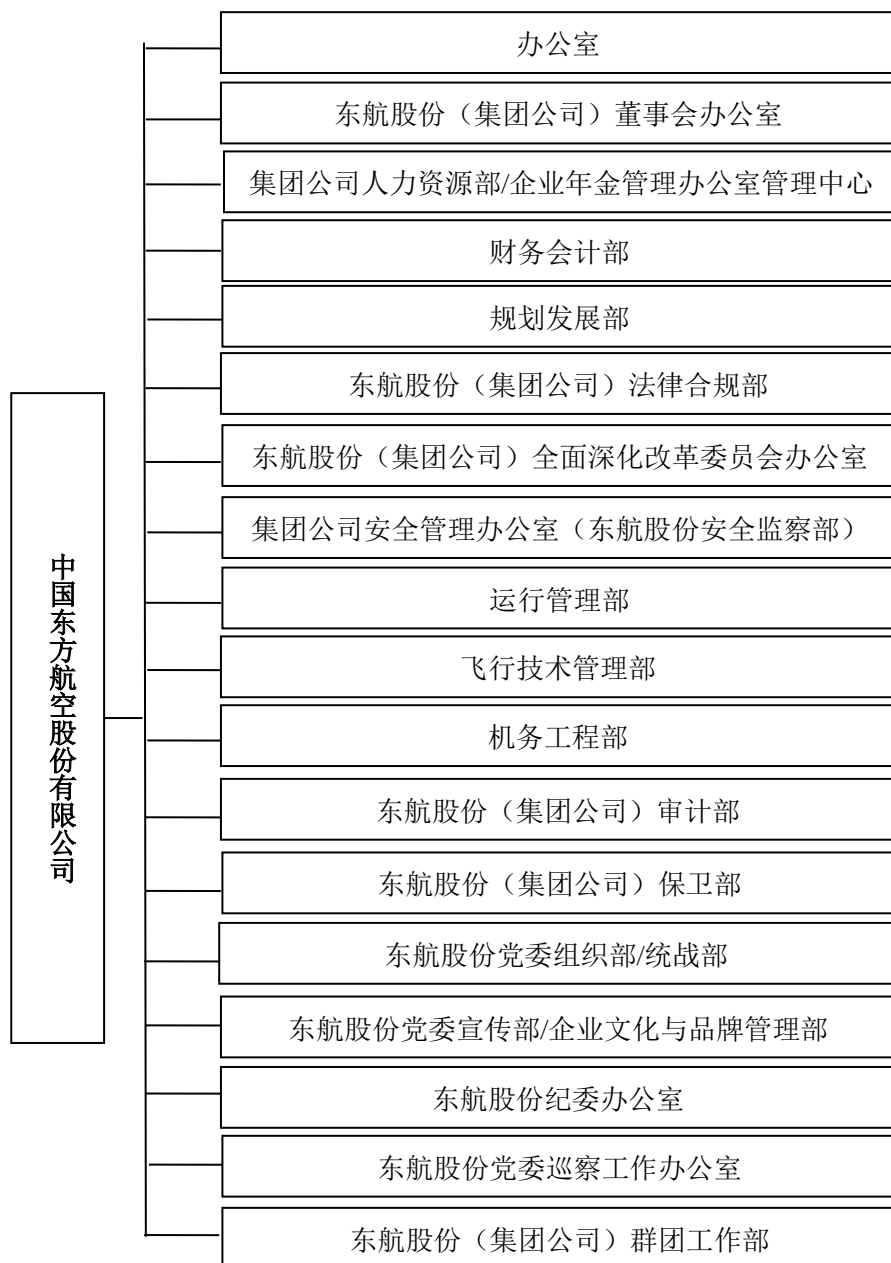 办公室
东航股份（集团公司）董事会办公室
集团公司人力资源部/企业年金管理办公室管理中心
财务会计部
规划发展部
东航股份（集团公司）法律合规部
东航股份（集团公司）全面深化改革委员会办公室
集团公司安全管理办公室（东航股份安全监察部）
运行管理部
飞行技术管理部
机务工程部
东航股份（集团公司）审计部
东航股份（集团公司）保卫部
东航股份党委组织部/统战部
东航股份党委宣传部/企业文化与品牌管理部
东航股份纪委办公室
东航股份党委巡察工作办公室
东航股份（集团公司）群团工作部
中国东方航空股份有限公司